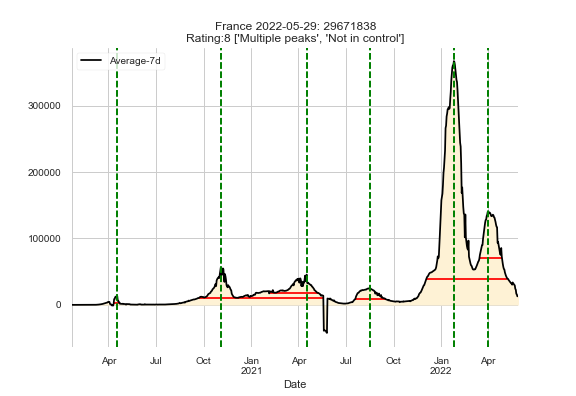 France 2022-05-29: 29671838
Rating:8 ['Multiple peaks', 'Not in control']
Average-7d
300000
200000
100000
0
Apr
Jul
Oct
Jan
2021
Apr
Jul
Oct
Jan
2022
Apr
Date